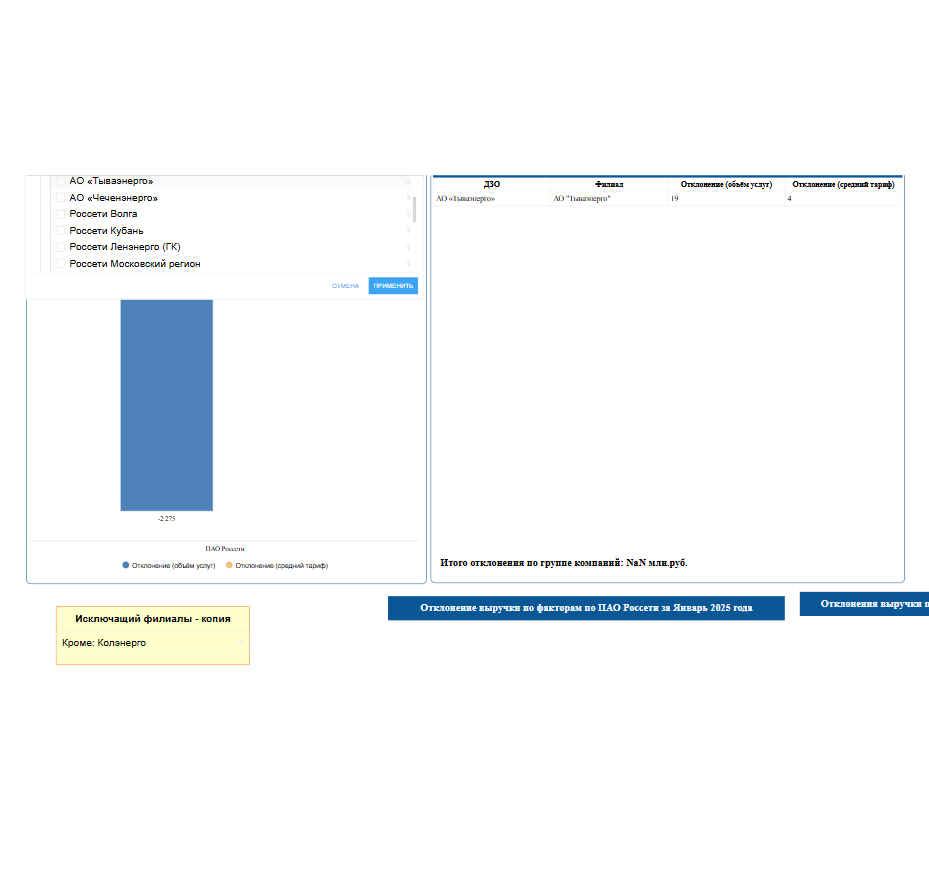 АО «Тываэнерго»
АО «Чеченэнерго»
Россети Волга
Россети Кубань
Россети Ленэнерго (ГК)
Россети Московский регион
ОТМЕНА
ПРИМЕНИТЬ
-2 275
ПАО Россети
Отклонение (объём услуг) Отклонение (средний тариф)
ДЗО Филиал Отклонение (объём услуг) Отклонение (средний тариф)
АО «Тываэнерго» АО "Тываэнерго" 19 4
Итого отклонения по группе компаний: NaN млн.руб.
Исключащий филиалы - копия
Кроме: Колэнерго
Отклонение выручки по факторам по ПАО Россети за Январь 2025 года
Отклонения выручки